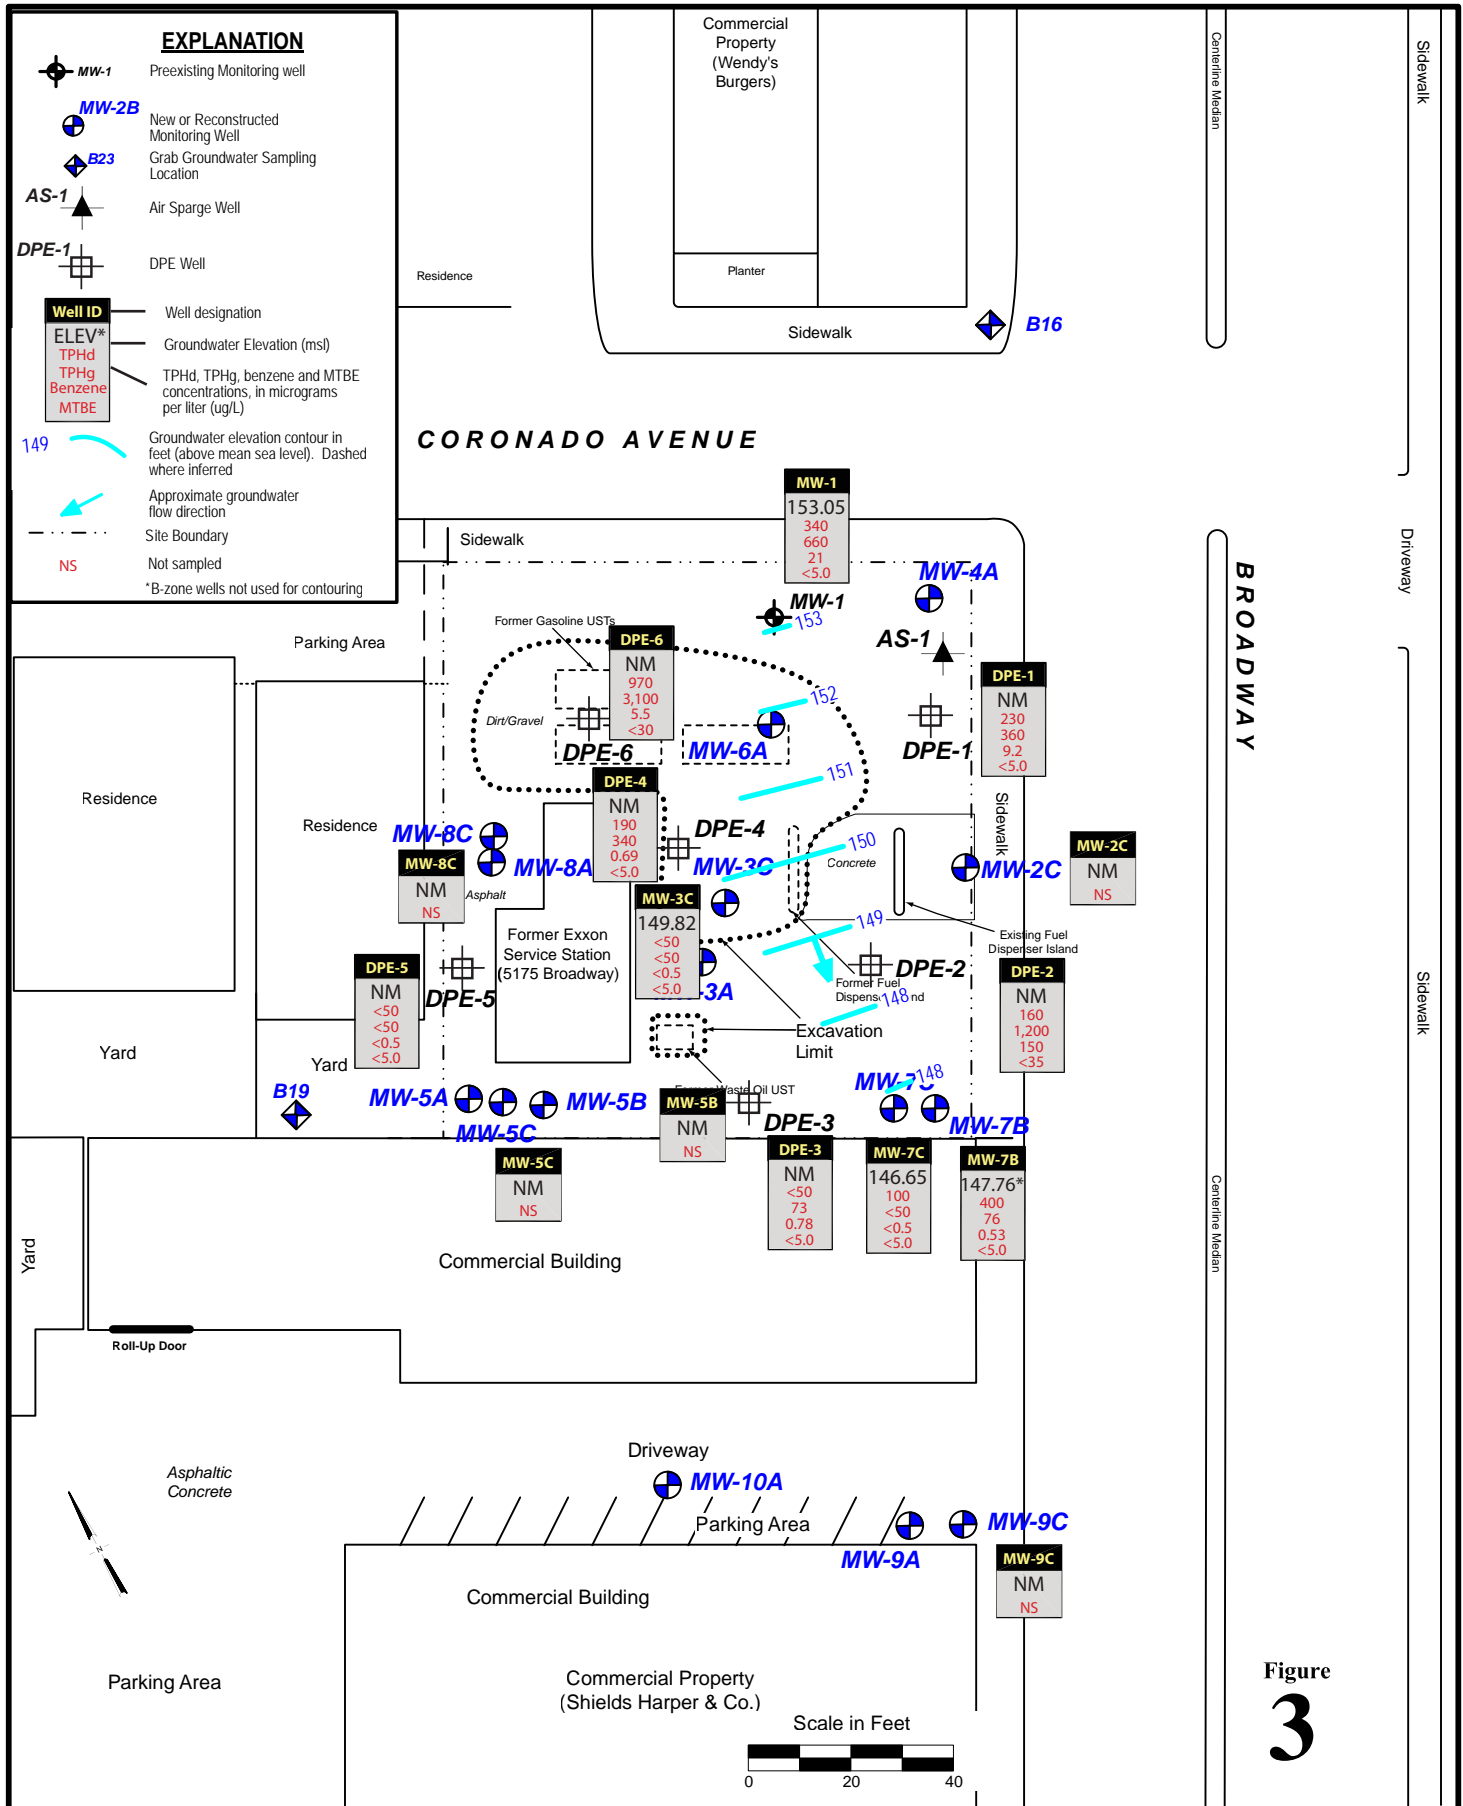 EXPLANATION
MW-1
Preexisting Monitoring well
MW-2B
New or Reconstructed
Monitoring Well
B23
Grab Groundwater Sampling
Location
AS-1
Air Sparge Well
DPE-1
DPE Well
Well ID
ELEV*
TPHd
TPHg
Benzene
MTBE
Well designation
Groundwater Elevation (msl)
TPHd, TPHg, benzene and MTBE
concentrations, in micrograms
per liter (ug/L)
149
Groundwater elevation contour in
feet (above mean sea level). Dashed
where inferred
Approximate groundwater
flow direction
Site Boundary
NS
Not sampled
*B-zone wells not used for contouring
Commercial
Property
(Wendy's
Burgers)
Planter
Residence
Sidewalk
B16
Centerline Median
Sidewalk
CORONADO AVENUE
Driveway
BROADWAY
Sidewalk
MW-1
153.05
340
660
21
<5.0
MW-1
153
MW-4A
AS-1
Parking Area
Former Gasoline USTs
DPE-6
NM
970
3,100
5.5
<30
DPE-1
NM
230
360
9.2
<5.0
152
Dirt/Gravel
DPE-6
MW-6A
DPE-1
151
Residence
Residence
DPE-4
NM
190
340
0.69
<5.0
DPE-4
Sidewalk
MW-8C
MW-8A
MW-8C
NM
NS
Asphalt
MW-3C
150
Concrete
MW-2C
MW-2C
NM
NS
MW-3C
149.82
<50
<50
<0.5
<5.0
Former Exxon
Service Station
(5175 Broadway)
149
Existing Fuel
Dispenser Island
DPE-5
NM
<50
<50
<0.5
<5.0
DPE-5
-3A
DPE-2
DPE-2
NM
160
1,200
150
<35
Former Fuel
Dispens nd
148
Excavation
Limit
Sidewalk
Yard
Yard
B19
MW-5A
MW-5C
MW-5B
Former Waste Oil UST
MW-5B
NM
NS
DPE-3
MW-7C
148
MW-7B
MW-5C
NM
NS
DPE-3
NM
<50
73
0.78
<5.0
MW-7C
146.65
100
<50
<0.5
<5.0
MW-7B
147.76*
400
76
0.53
<5.0
Centerline Median
Yard
Commercial Building
Roll-Up Door
Driveway
Asphaltic
Concrete
MW-10A
Parking Area
MW-9A
MW-9C
MW-9C
NM
NS
N
Commercial Building
Parking Area
Commercial Property
(Shields Harper & Co.)
Scale in Feet
0 20 40
Figure
3